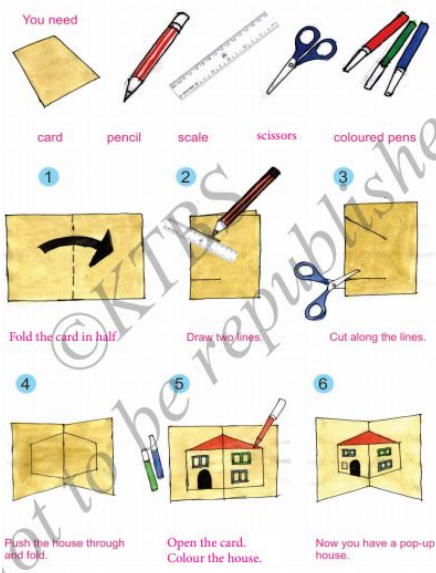 You need
card pencil scale scissors coloured pens
1 2 3
Fold the card in half Draw two lines. Cut along the lines.
4 5 6
Push the house through
and fold.
Open the card.
Colour the house.
Now you have a pop-up
house.
©KTBS
Not to be republished